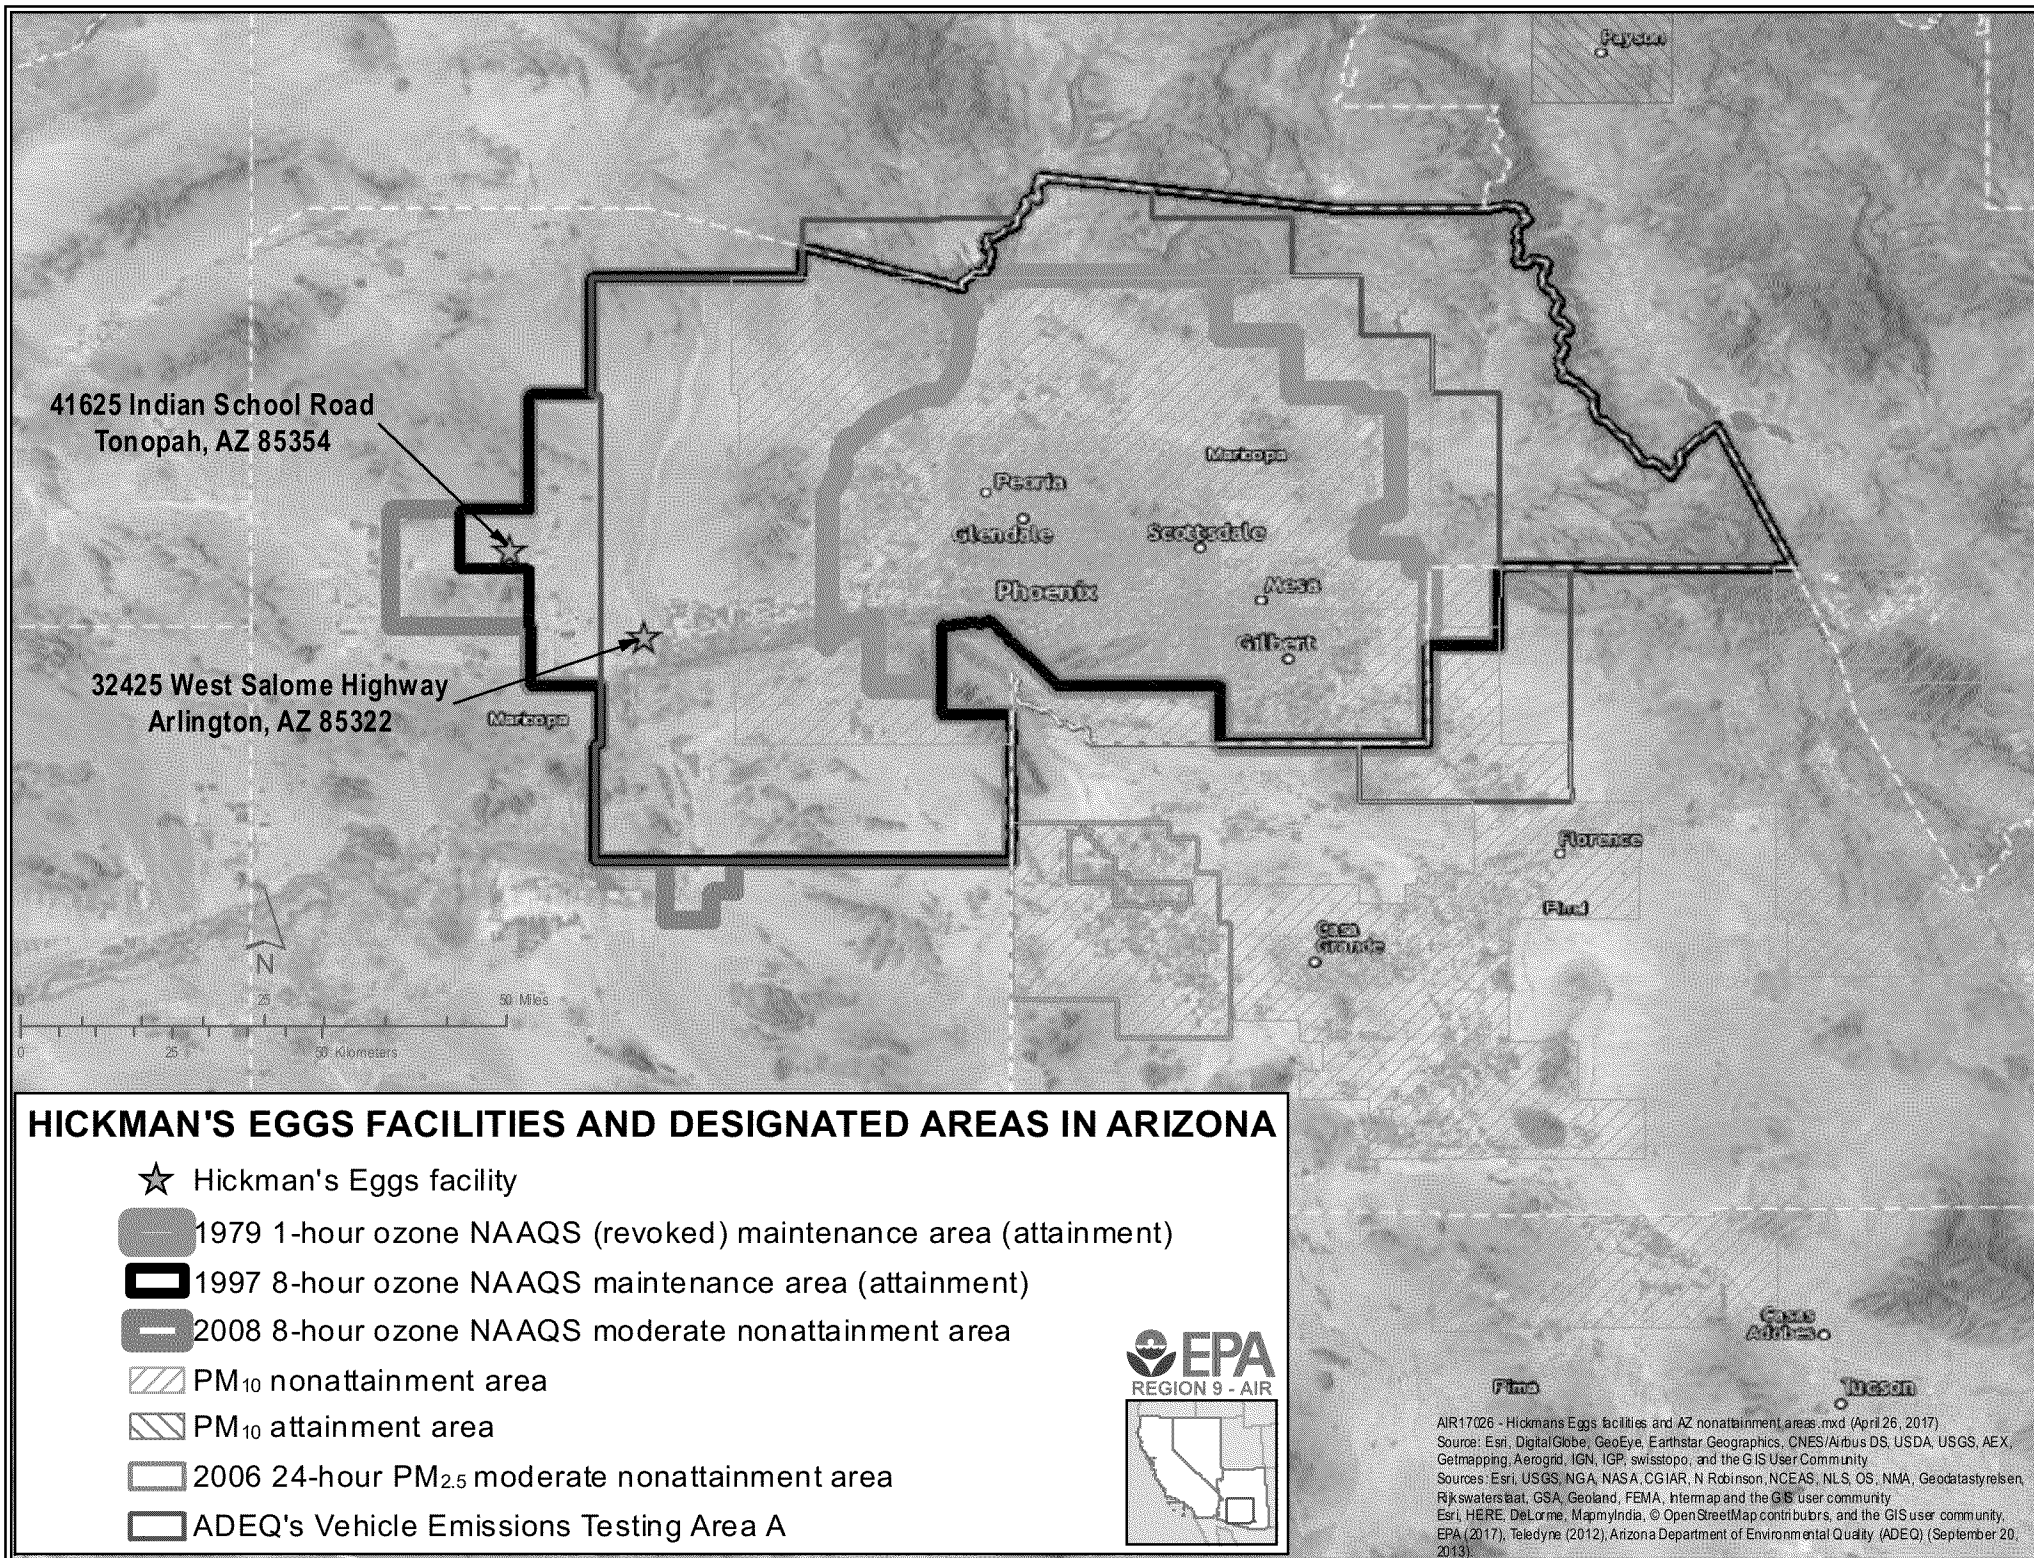 Payson
41625 Indian School Road
Tonopah, AZ 85354
Maricopa
Peoria
Glendale
Scottsdale
Phoenix
Mesa
Gilbert
32425 West Salome Highway
Arlington, AZ 85322
Maricopa
Florence
Pinal
Casa
Grande
N
0 25 50 Miles
0 25 50 Kilometers
HICKMAN'S EGGS FACILITIES AND DESIGNATED AREAS IN ARIZONA
Hickman's Eggs facility
1979 1-hour ozone NAAQS (revoked) maintenance area (attainment)
1997 8-hour ozone NAAQS maintenance area (attainment)
2008 8-hour ozone NAAQS moderate nonattainment area
PM10 nonattainment area
PM10 attainment area
2006 24-hour PM2.5 moderate nonattainment area
ADEQ's Vehicle Emissions Testing Area A
EPA
REGION 9 - AIR
Casas
Adobes
Pima
Tucson
AIR17026 - Hickmans Eggs facilities and AZ nonattainment areas.mxd (April 26, 2017)
Source: Esri, DigitalGlobe, GeoEye, Earthstar Geographics, CNES/Airbus DS, USDA, USGS, AEX,
Getmapping, Aerogrid, IGN, IGP, swisstopo, and the GIS User Community
Sources: Esri, USGS, NGA, NASA, CGIAR, N Robinson, NCEAS, NLS, OS, NMA, Geodatastyrelsen,
Rijkswaterstaat, GSA, Geoland, FEMA, Intermap and the GIS user community
Esri, HERE, DeLorme, MapmyIndia, © OpenStreetMap contributors, and the GIS user community,
EPA (2017), Teledyne (2012), Arizona Department of Environmental Quality (ADEQ) (September 20,
2013)